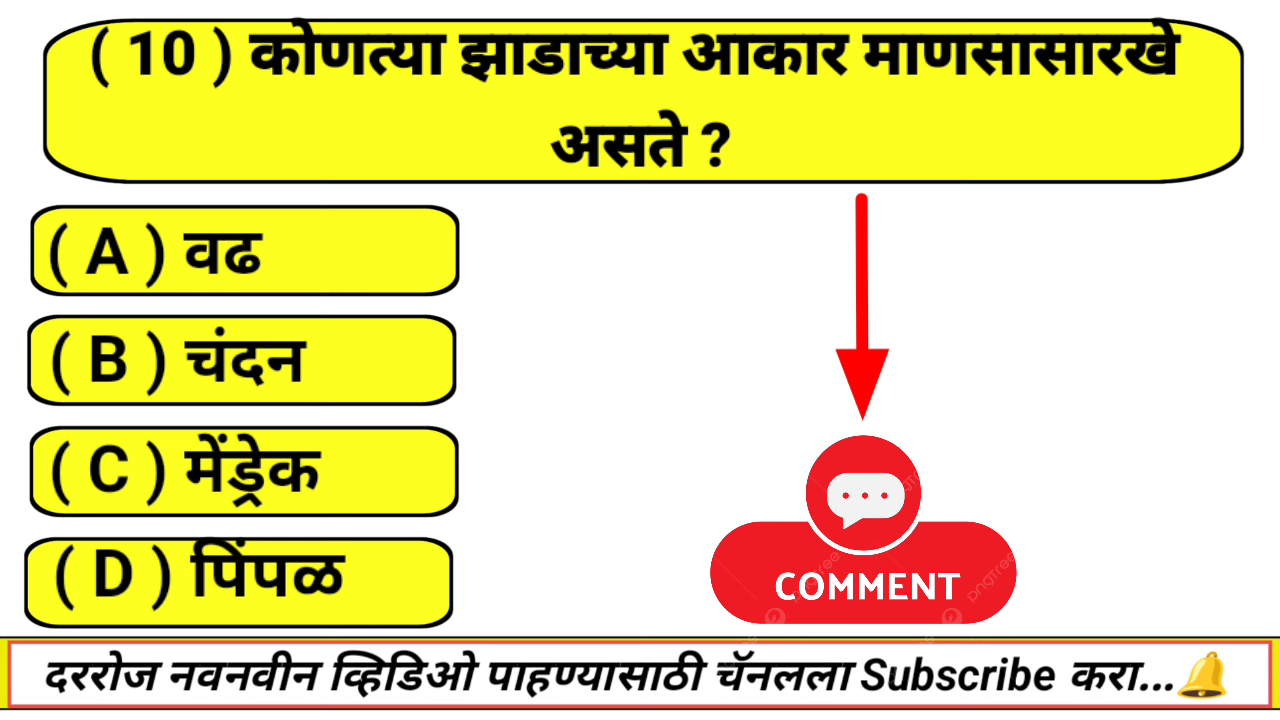 ( 10 ) कोणत्या झाडाच्या आकार माणसासारखे
असते ?
( A ) वढ
( B ) चंदन
( C ) मेंड्रेक
( D ) पिंपळ
COMMENT
दररोज नवनवीन व्हिडिओ पाहण्यासाठी चॅनलला Subscribe करा...